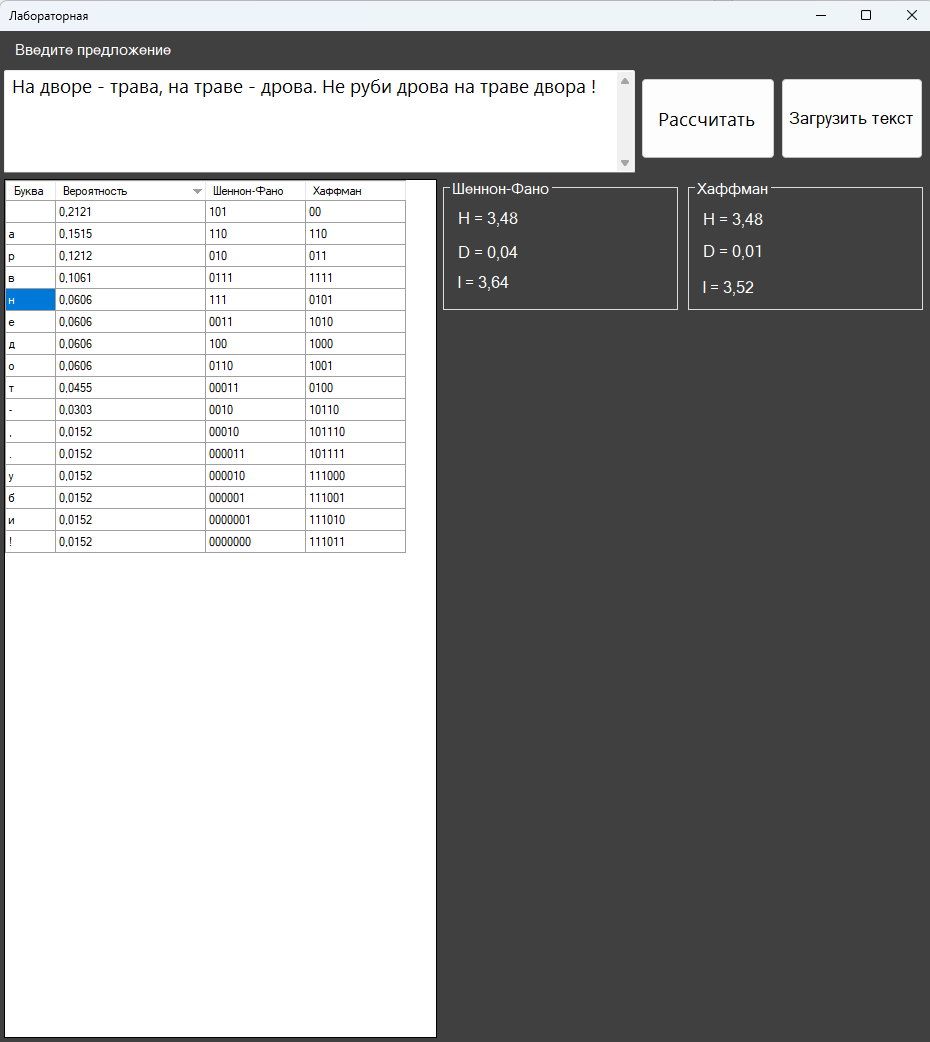 Лабораторная
Введите предложение
На дворе - трава, на траве - дрова. Не руби дрова на траве двора !
Рассчитать
Загрузить текст
Буква Вероятность Шеннон-Фано Хаффман
0,2121 101 00
а 0,1515 110 110
р 0,1212 010 011
в 0,1061 0111 1111
н 0,0606 111 0101
е 0,0606 0011 1010
д 0,0606 100 1000
о 0,0606 0110 1001
т 0,0455 00011 0100
- 0,0303 0010 10110
, 0,0152 00010 101110
. 0,0152 000011 101111
у 0,0152 000010 111000
б 0,0152 000001 111001
и 0,0152 0000001 111010
! 0,0152 0000000 111011
Шеннон-Фано
H = 3,48
D = 0,04
I = 3,64
Хаффман
H = 3,48
D = 0,01
I = 3,52